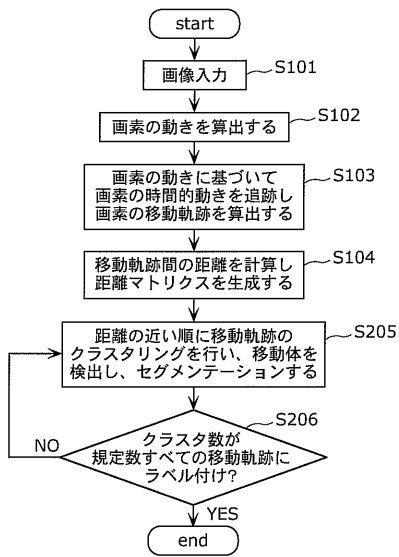 start
画像入力
S101
画素の動きを算出する
S102
画素の動きに基づいて
画素の時間的動きを追跡し
画素の移動軌跡を算出する
S103
移動軌跡間の距離を計算し
距離マトリクスを生成する
S104
距離の近い順に移動軌跡の
クラスタリングを行い、移動体を
検出し、セグメンテーションする
S205
クラスタ数が
規定数すべての移動軌跡に
ラベル付け?
S206
NO
YES
end